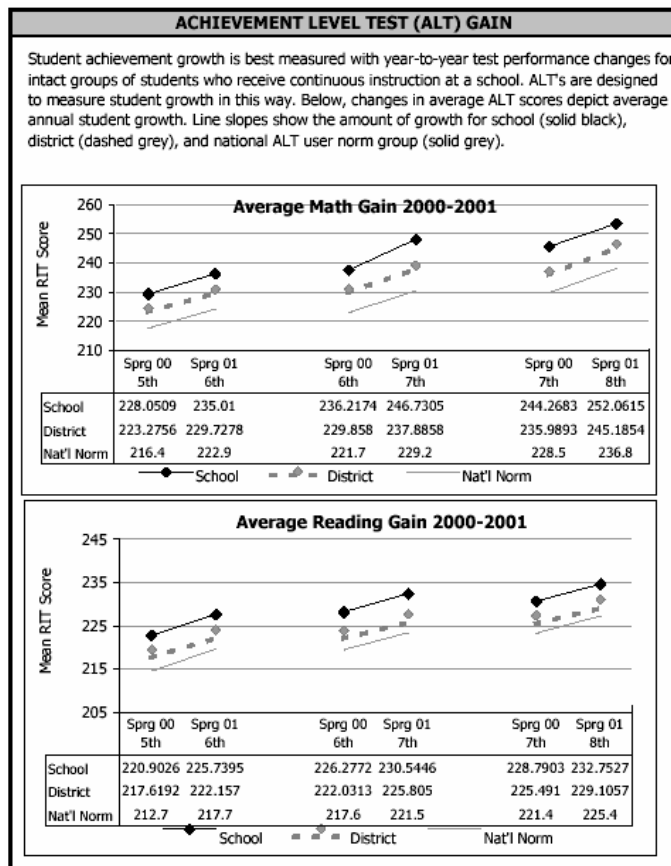 ACHIEVEMENT LEVEL TEST (ALT) GAIN
Student achievement growth is best measured with year-to-year test performance changes for
intact groups of students who receive continuous instruction at a school. ALT's are designed
to measure student growth in this way. Below, changes in average ALT scores depict average
annual student growth. Line slopes show the amount of growth for school (solid black),
district (dashed grey), and national ALT user norm group (solid grey).
Average Math Gain 2000-2001
Mean RIT Score
260
250
240
230
220
210
Sprg 00 Sprg 01 Sprg 00 Sprg 01 Sprg 00 Sprg 01
5th 6th 6th 7th 7th 8th
School 228.0509 235.01 236.2174 246.7305 244.2683 252.0615
District 223.2756 229.7278 229.858 237.8858 235.9893 245.1854
Nat'l Norm 216.4 222.9 221.7 229.2 228.5 236.8
School District Nat'l Norm
Average Reading Gain 2000-2001
Mean RIT Score
245
235
225
215
205
Sprg 00 Sprg 01 Sprg 00 Sprg 01 Sprg 00 Sprg 01
5th 6th 6th 7th 7th 8th
School 220.9026 225.7395 226.2772 230.5446 228.7903 232.7527
District 217.6192 222.157 222.0313 225.805 225.491 229.1057
Nat'l Norm 212.7 217.7 217.6 221.5 221.4 225.4
School District Nat'l Norm